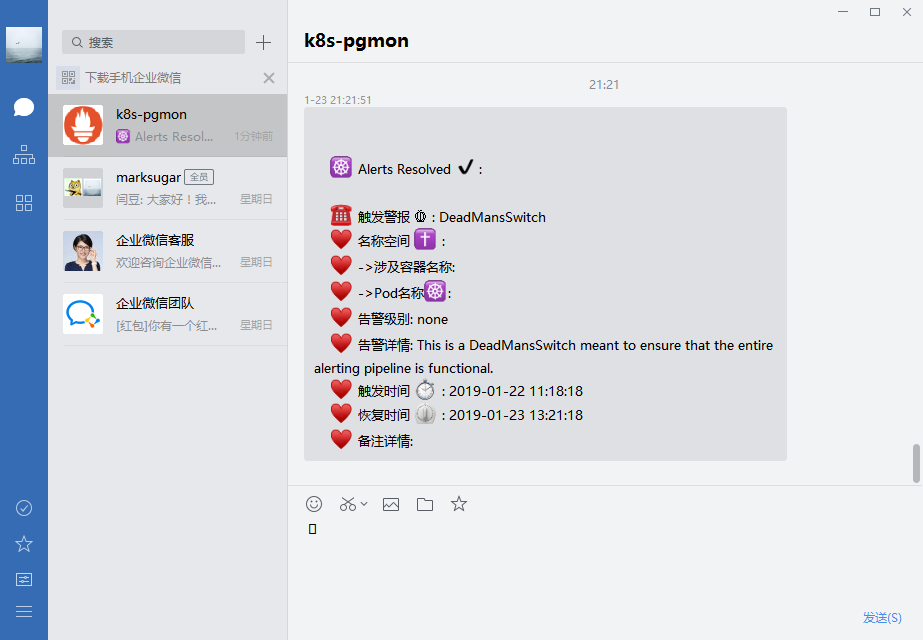 搜索
下载手机企业微信
k8s-pgmon
Alerts Resol...
1分钟前
marksugar 全员
闫豆: 大家好！我...
星期日
企业微信客服
欢迎咨询企业微信...
星期日
企业微信团队
[红包]你有一个红...
星期日
k8s-pgmon
21:21
1-23 21:21:51
Alerts Resolved ✔ :
触发警报 : DeadMansSwitch
名称空间 :
->涉及容器名称:
->Pod名称:
告警级别: none
告警详情: This is a DeadMansSwitch meant to ensure that the entire
alerting pipeline is functional.
触发时间 : 2019-01-22 11:18:18
恢复时间 : 2019-01-23 13:21:18
备注详情:
发送(S)